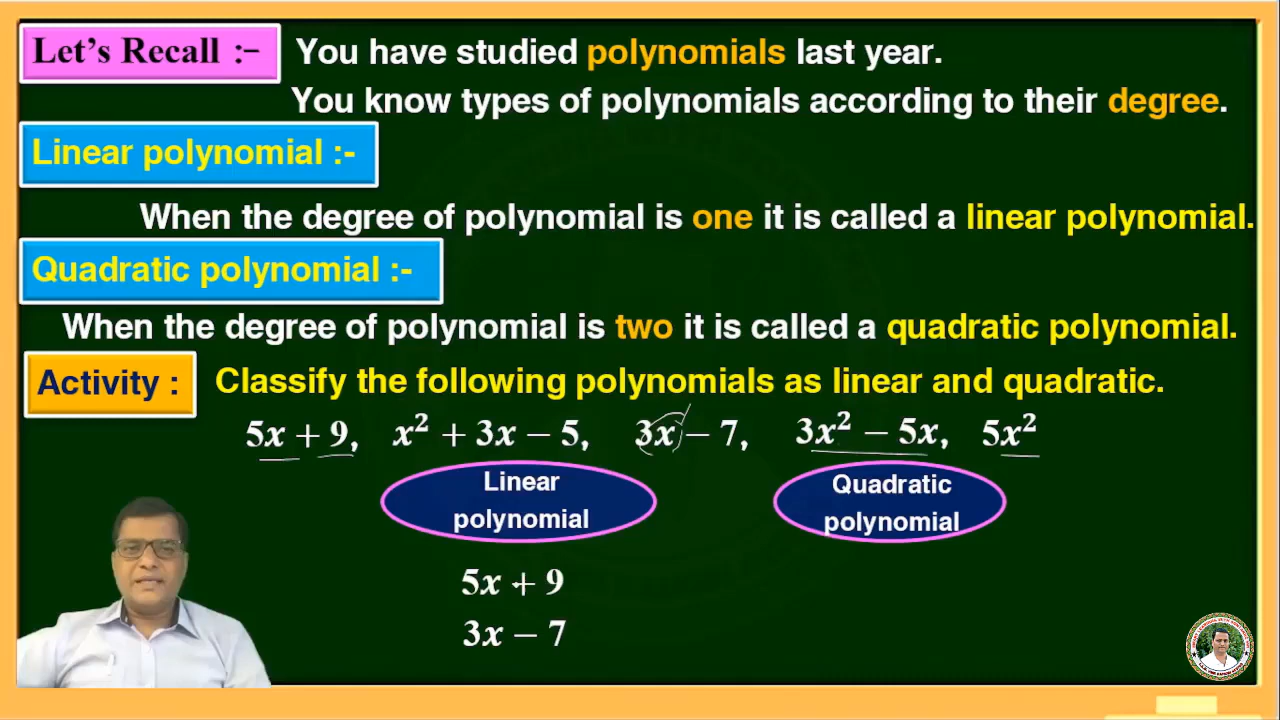 Let's Recall :- You have studied polynomials last year.
You know types of polynomials according to their degree.
Linear polynomial :-
When the degree of polynomial is one it is called a linear polynomial.
Quadratic polynomial :-
When the degree of polynomial is two it is called a quadratic polynomial.
Activity : Classify the following polynomials as linear and quadratic.
5x + 9, x² + 3x − 5, 3x − 7, 3x² − 5x, 5x²
Linear polynomial
Quadratic polynomial
5x + 9
3x − 7